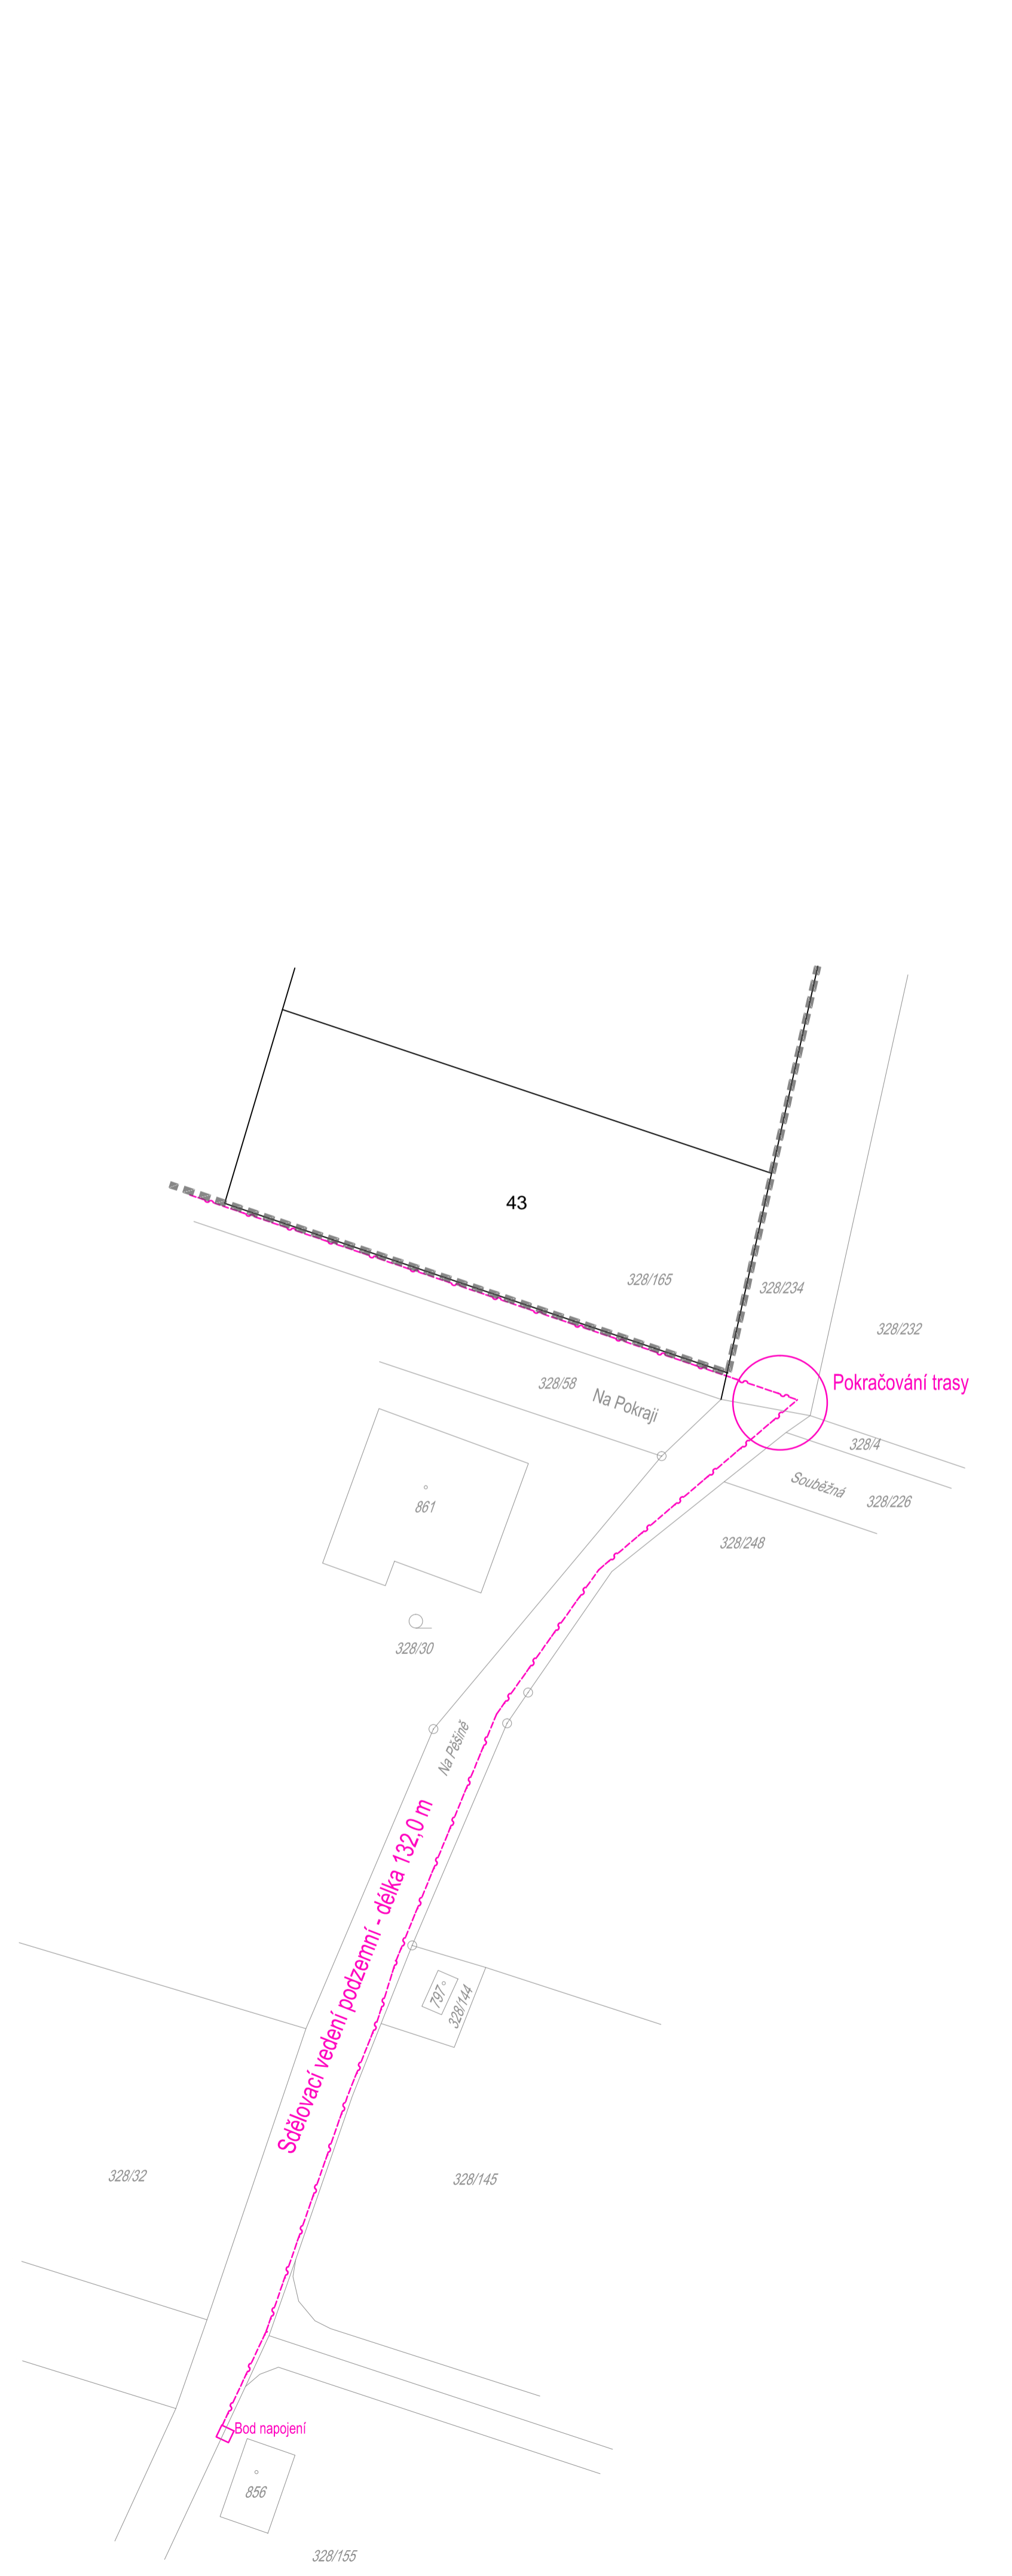 43
328/165
328/234
328/232
Pokračování trasy
328/58
Na Pokraji
328/4
Souběžná
328/226
861
328/248
328/30
Na Pěšině
Sdělovací vedení podzemní - délka 132,0 m
797
328/144
328/32
328/145
Bod napojení
856
328/155